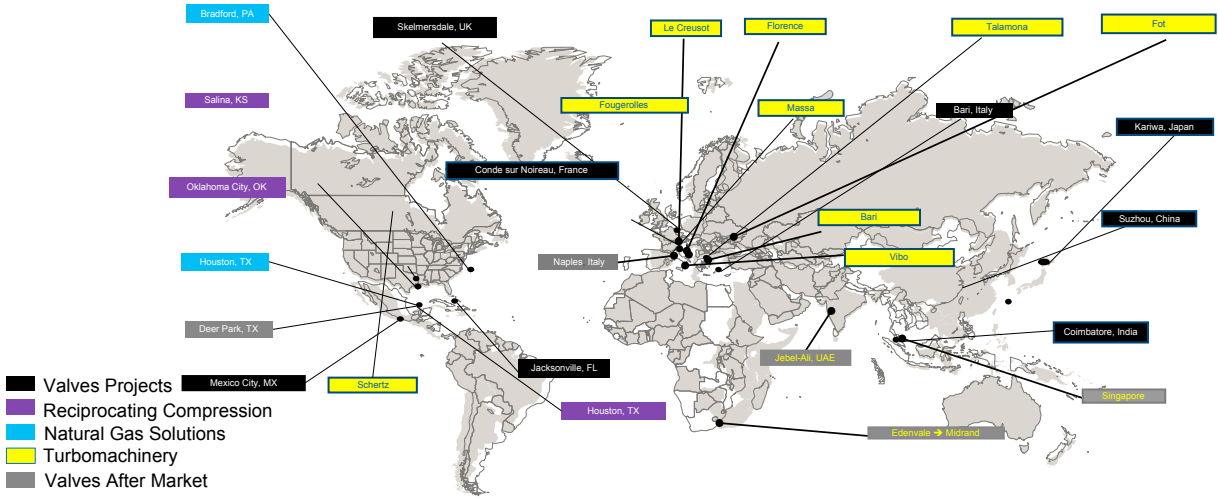 Bradford, PA
Skelmersdale, UK
Le Creusot
Florence
Talamona
Fot
Salina, KS
Fougerolles
Massa
Bari, Italy
Kariwa, Japan
Conde sur Noireau, France
Oklahoma City, OK
Bari
Suzhou, China
Houston, TX
Naples Italy
Vibo
Deer Park, TX
Coimbatore, India
Jebel-Ali, UAE
Jacksonville, FL
Valves Projects
Mexico City, MX
Schertz
Singapore
Reciprocating Compression
Houston, TX
Natural Gas Solutions
Edenvale ➔ Midrand
Turbomachinery
Valves After Market